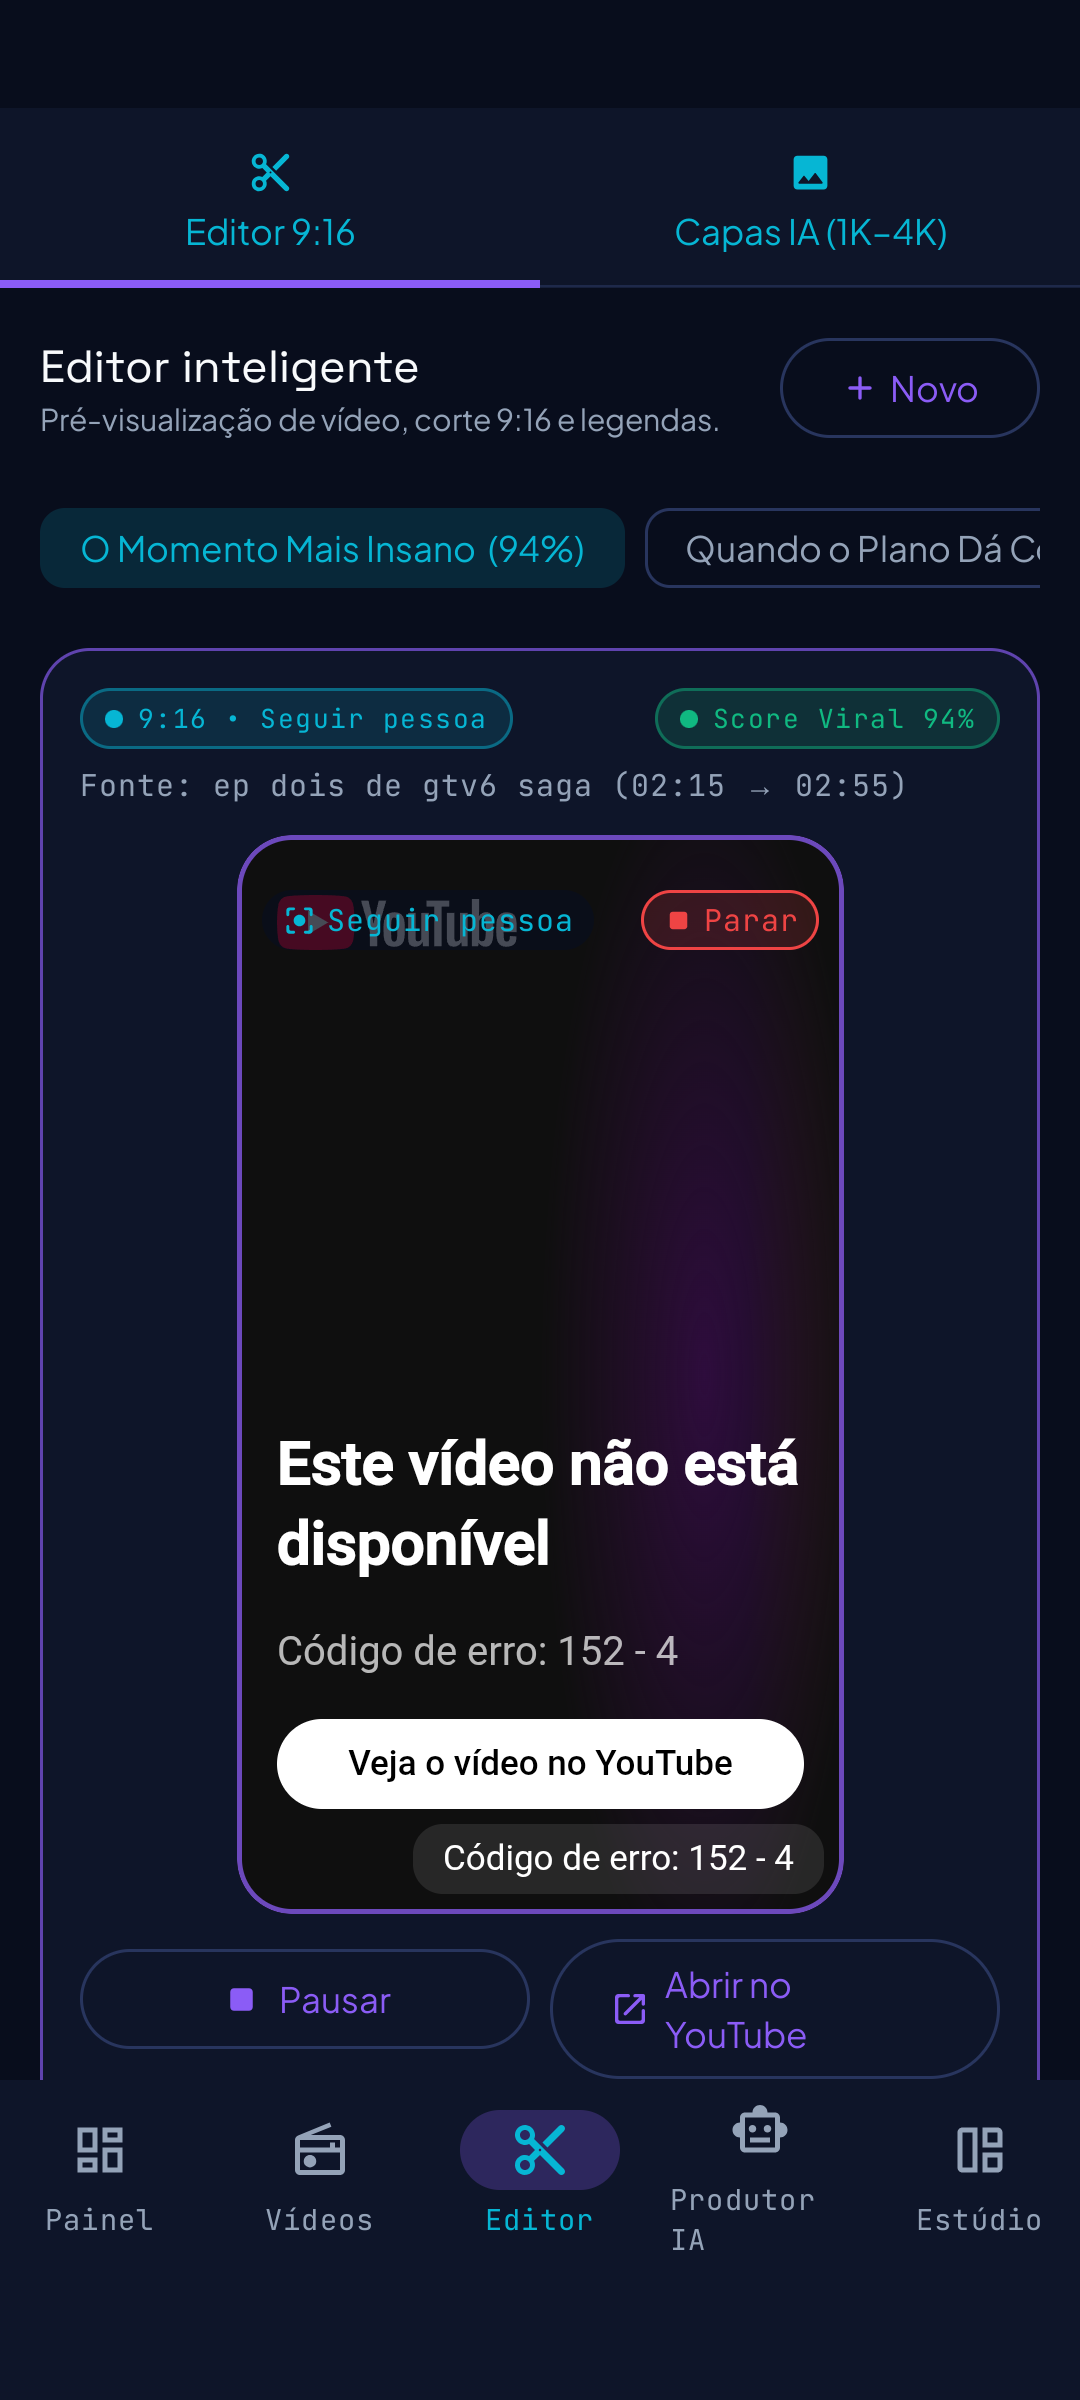 Editor 9:16
Capas IA (1K–4K)
Editor inteligente
Pré-visualização de vídeo, corte 9:16 e legendas.
+ Novo
O Momento Mais Insano (94%)
Quando o Plano Dá
9:16 • Seguir pessoa
Score Viral 94%
Fonte: ep dois de gtv6 saga (02:15 → 02:55)
YouTube
Seguir pessoa
Parar
Este vídeo não está
disponível
Código de erro: 152 - 4
Veja o vídeo no YouTube
Código de erro: 152 - 4
Pausar
Abrir no
YouTube
Painel
Vídeos
Editor
Produtor
IA
Estúdio